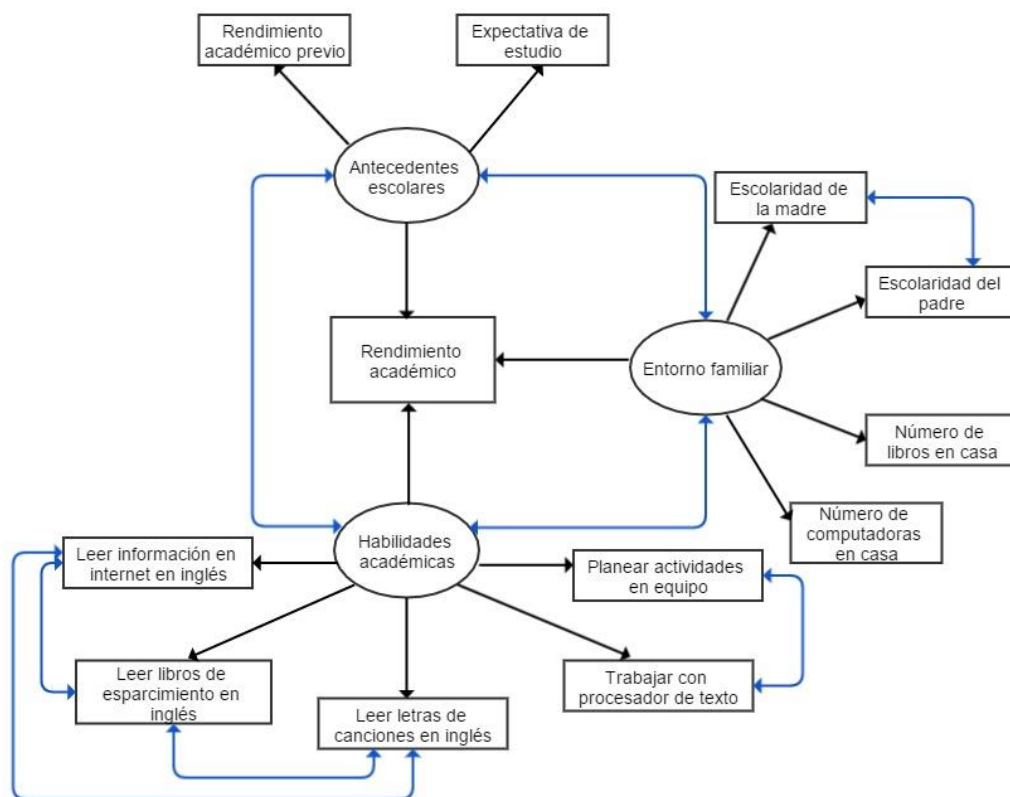 Rendimiento
académico previo
Expectativa de
estudio
Antecedentes
escolares
Escolaridad de
la madre
Escolaridad del
padre
Rendimiento
académico
Entorno familiar
Número de
libros en casa
Número de
computadoras
en casa
Habilidades
académicas
Leer información en
internet en inglés
Planear actividades
en equipo
Leer libros de
esparcimiento en
inglés
Trabajar con
procesador de texto
Leer letras de
canciones en inglés